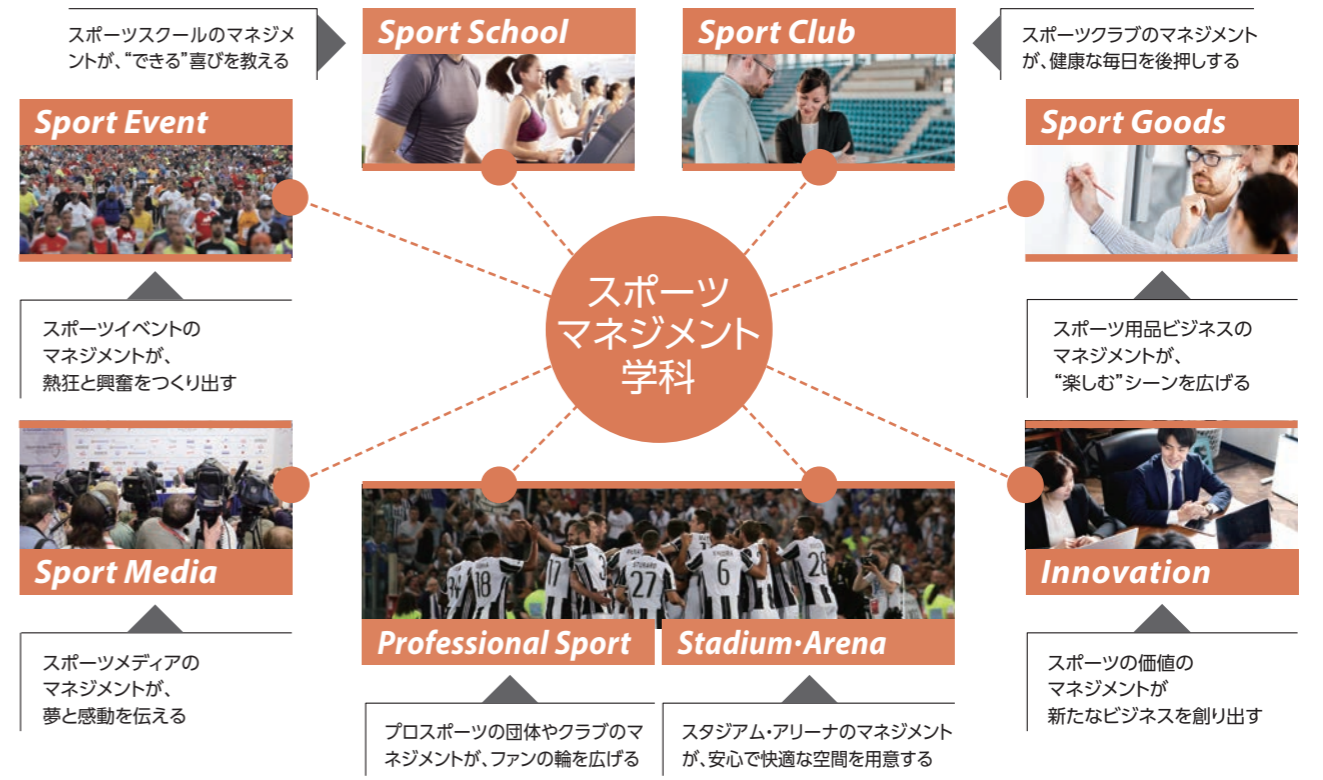 スポーツスクールのマネジメ
ントが、“できる”喜びを教える
Sport School
Sport Club
スポーツクラブのマネジメント
が、健康な毎日を後押しする
Sport Event
Sport Goods
スポーツ
マネジメント
学科
スポーツイベントの
マネジメントが、
熱狂と興奮をつくり出す
スポーツ用品ビジネスの
マネジメントが、
“楽しむ”シーンを広げる
Sport Media
スポーツメディアの
マネジメントが、
夢と感動を伝える
18
17
STURARO
27
6
28
Professional Sport
Stadium・Arena
プロスポーツの団体やクラブのマ
ネジメントが、ファンの輪を広げる
スタジアム・アリーナのマネジメント
が、安心で快適な空間を用意する
Innovation
スポーツの価値の
マネジメントが
新たなビジネスを創り出す